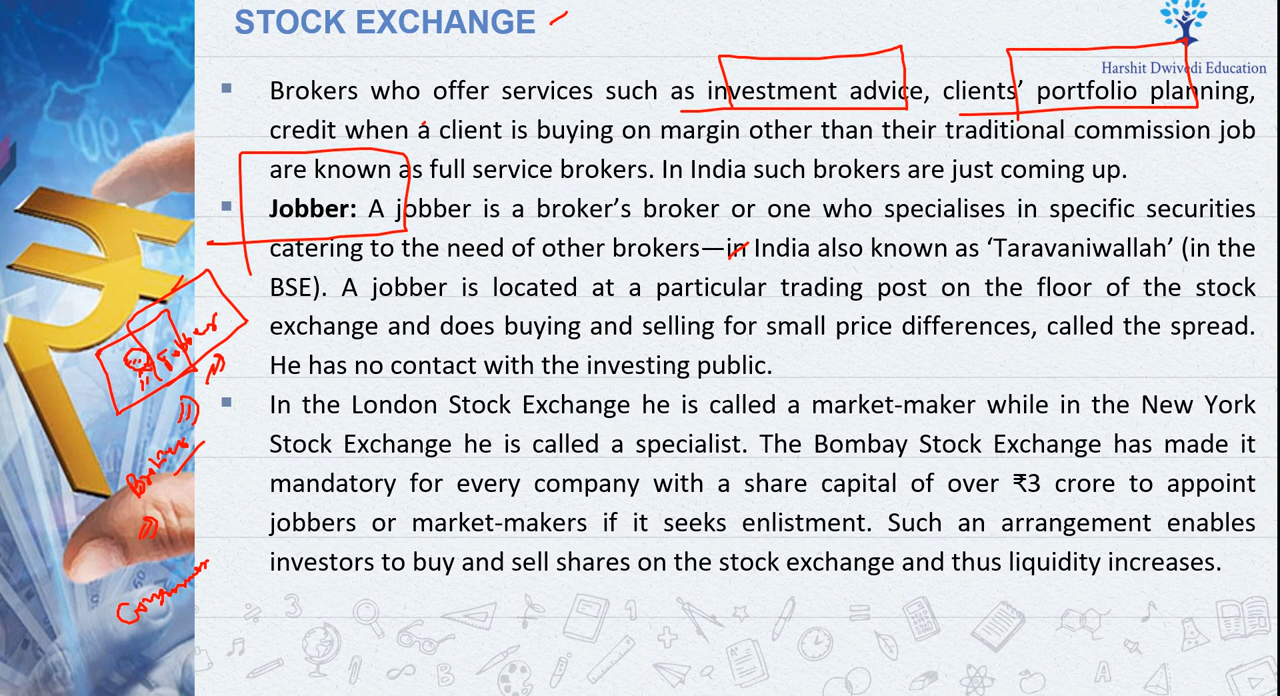 STOCK EXCHANGE
Harshit Dwivedi Education
Brokers who offer services such as investment advice, clients’ portfolio planning,
credit when a client is buying on margin other than their traditional commission job
are known as full service brokers. In India such brokers are just coming up.
Jobber: A jobber is a broker’s broker or one who specialises in specific securities
catering to the need of other brokers—in India also known as ‘Taravaniwallah’ (in the
BSE). A jobber is located at a particular trading post on the floor of the stock
exchange and does buying and selling for small price differences, called the spread.
He has no contact with the investing public.
In the London Stock Exchange he is called a market-maker while in the New York
Stock Exchange he is called a specialist. The Bombay Stock Exchange has made it
mandatory for every company with a share capital of over ₹3 crore to appoint
jobbers or market-makers if it seeks enlistment. Such an arrangement enables
investors to buy and sell shares on the stock exchange and thus liquidity increases.
Jobber